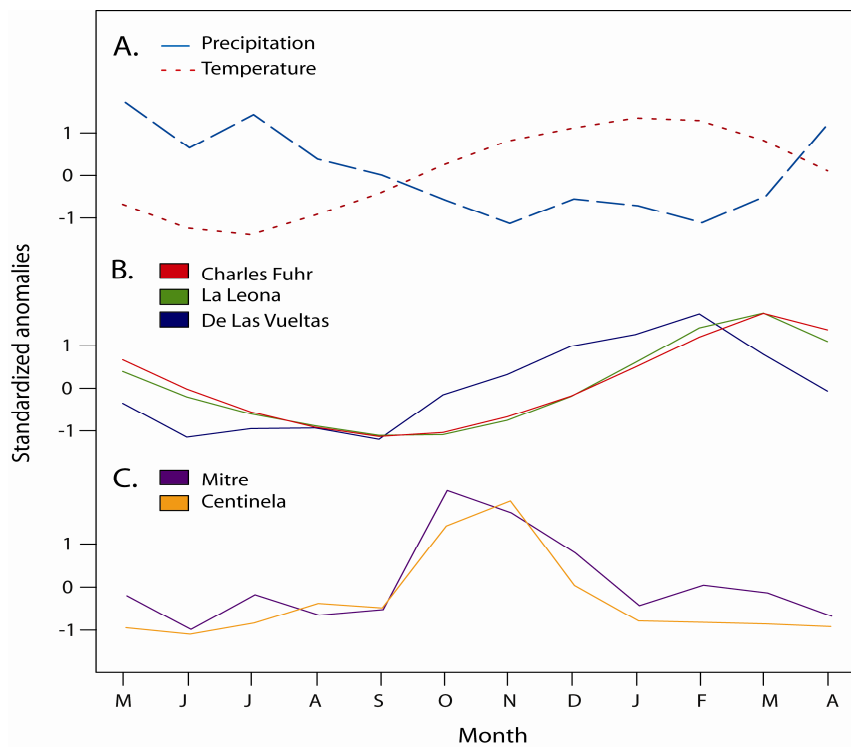 A.
Precipitation
Temperature
1
0
-1
B.
Charles Fuhr
La Leona
De Las Vueltas
1
0
-1
C.
Mitre
Centinela
1
0
-1
Standardized anomalies
M J J A S O N D J F M A
Month